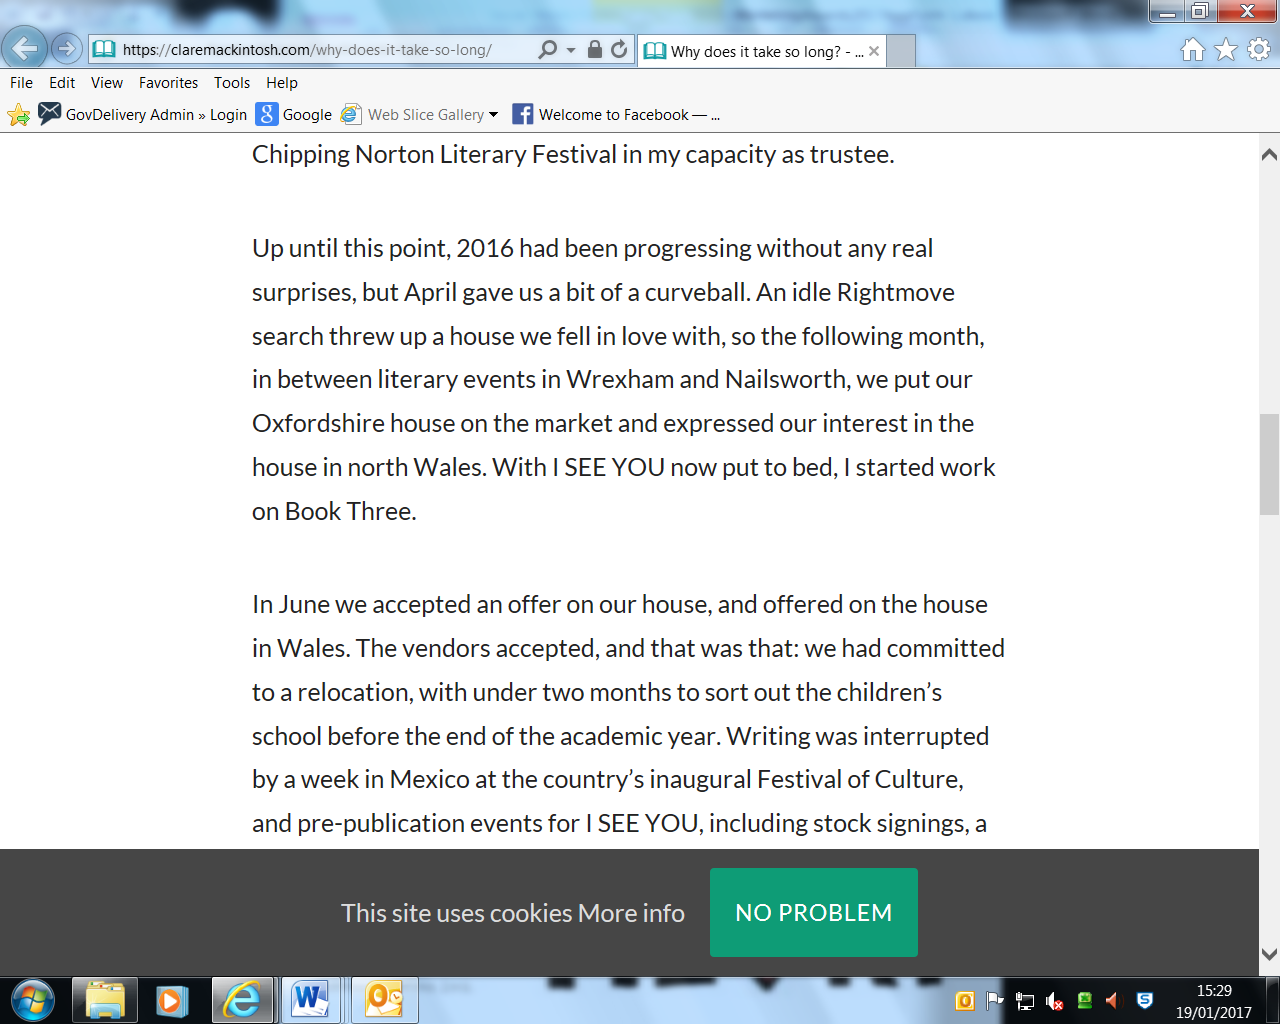 https://claremackintosh.com/why-does-it-take-so-long/
Why does it take so long? - ...
File Edit View Favorites Tools Help
GovDelivery Admin » Login Google Web Slice Gallery Welcome to Facebook — ...
Chipping Norton Literary Festival in my capacity as trustee.
Up until this point, 2016 had been progressing without any real
surprises, but April gave us a bit of a curveball. An idle Rightmove
search threw up a house we fell in love with, so the following month,
in between literary events in Wrexham and Nailsworth, we put our
Oxfordshire house on the market and expressed our interest in the
house in north Wales. With I SEE YOU now put to bed, I started work
on Book Three.
In June we accepted an offer on our house, and offered on the house
in Wales. The vendors accepted, and that was that: we had committed
to a relocation, with under two months to sort out the children’s
school before the end of the academic year. Writing was interrupted
by a week in Mexico at the country’s inaugural Festival of Culture,
and pre-publication events for I SEE YOU, including stock signings, a
This site uses cookies More info NO PROBLEM
15:29
19/01/2017